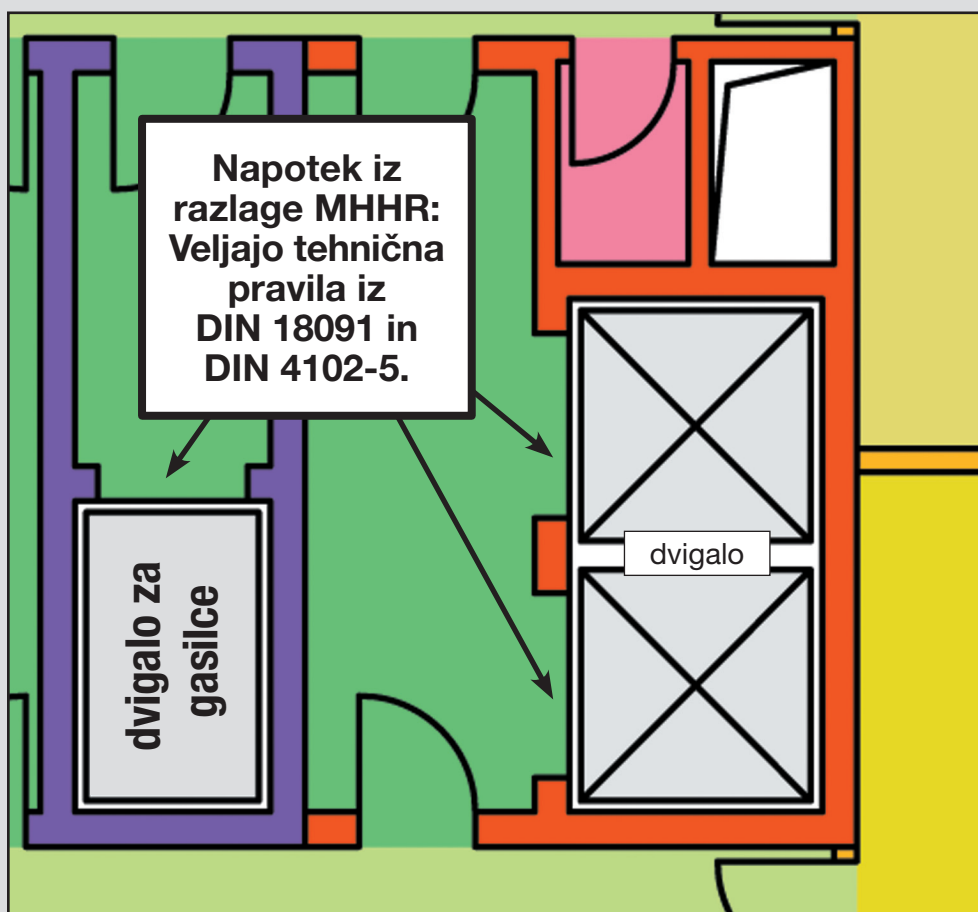 Napotek iz
razlage MHHR:
Veljajo tehnična
pravila iz
DIN 18091 in
DIN 4102-5.
dvigalo za
gasilce
dvigalo